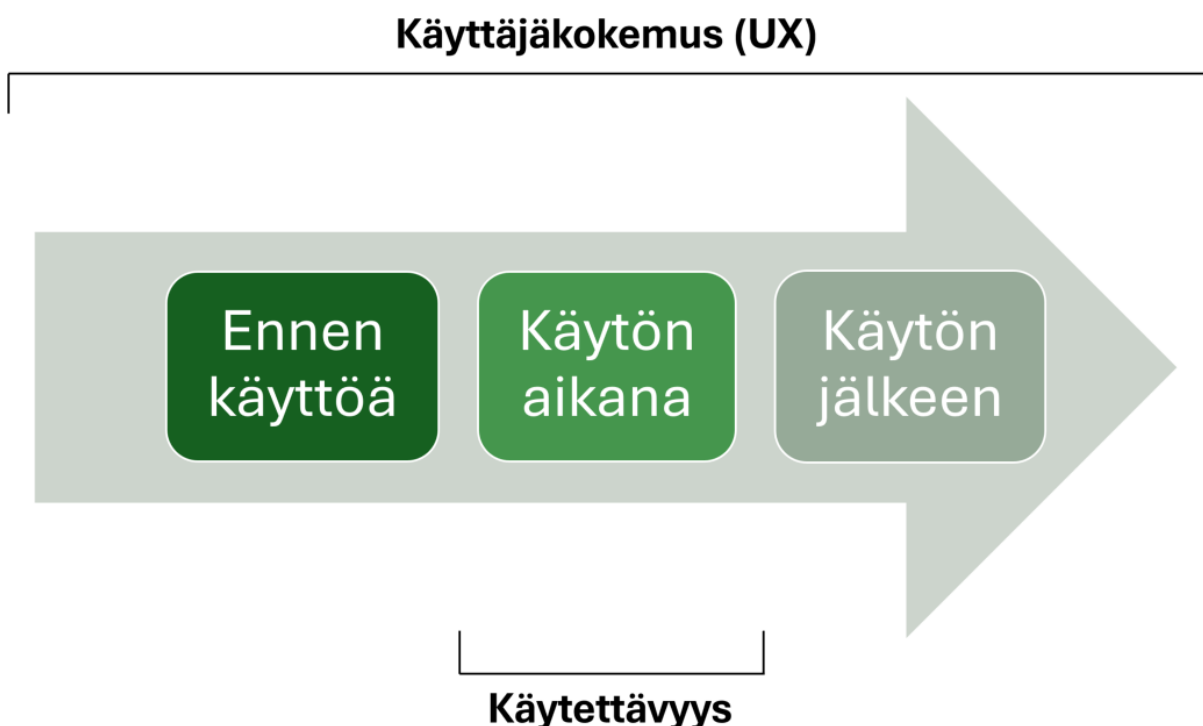 Käyttäjäkokemus (UX)
Ennen
käyttöä
Käytön
aikana
Käytön
jälkeen
Käytettävyys